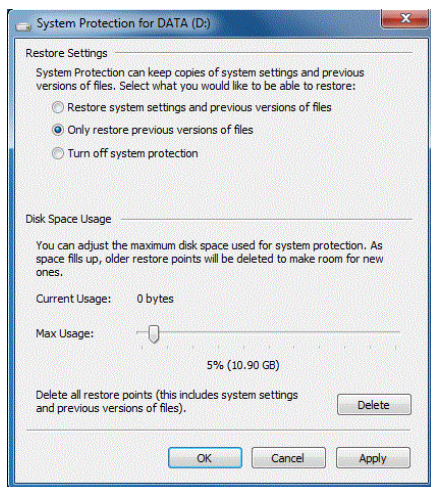 System Protection for DATA (D:)
Restore Settings
System Protection can keep copies of system settings and previous
versions of files. Select what you would like to be able to restore:
Restore system settings and previous versions of files
Only restore previous versions of files
Turn off system protection
Disk Space Usage
You can adjust the maximum disk space used for system protection. As
space fills up, older restore points will be deleted to make room for new
ones.
Current Usage: 0 bytes
Max Usage:
5% (10.90 GB)
Delete all restore points (this includes system settings
and previous versions of files).
Delete
OK Cancel Apply